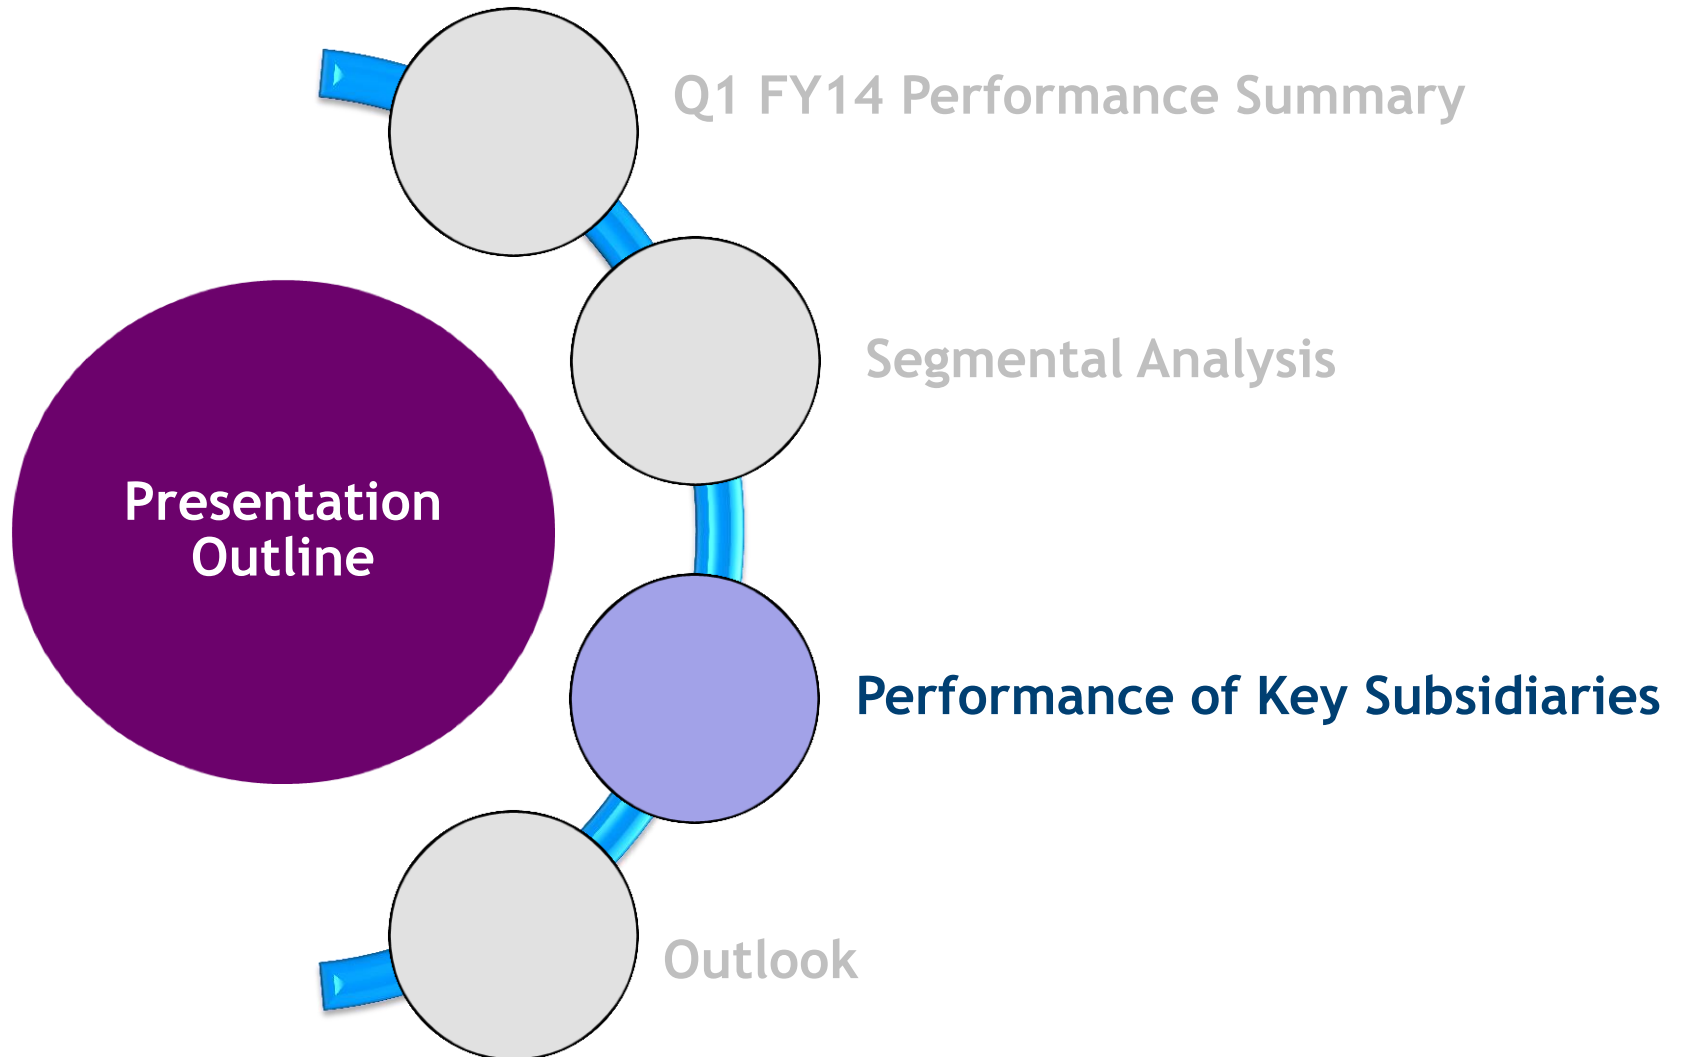 Q1 FY14 Performance Summary
Segmental Analysis
Presentation
Outline
Performance of Key Subsidiaries
Outlook